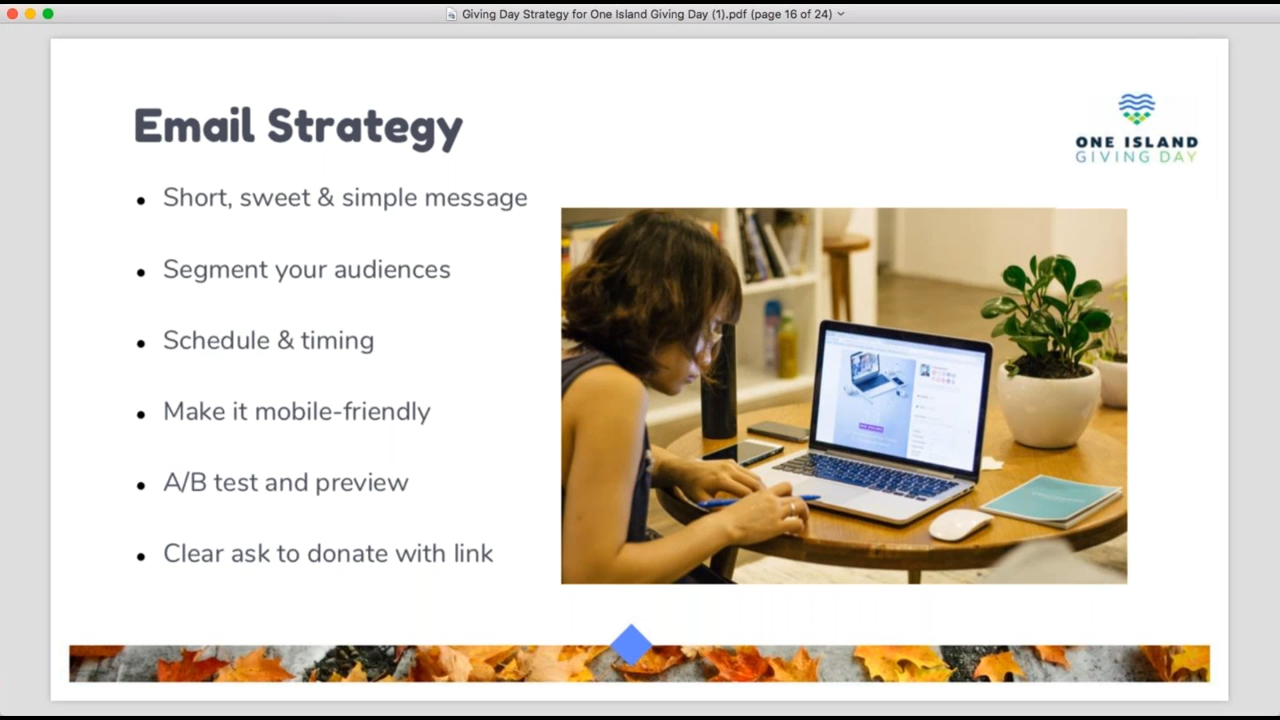 Giving Day Strategy for One Island Giving Day (1).pdf (page 16 of 24)
Email Strategy
ONE ISLAND
GIVING DAY
• Short, sweet & simple message
• Segment your audiences
• Schedule & timing
• Make it mobile-friendly
• A/B test and preview
• Clear ask to donate with link